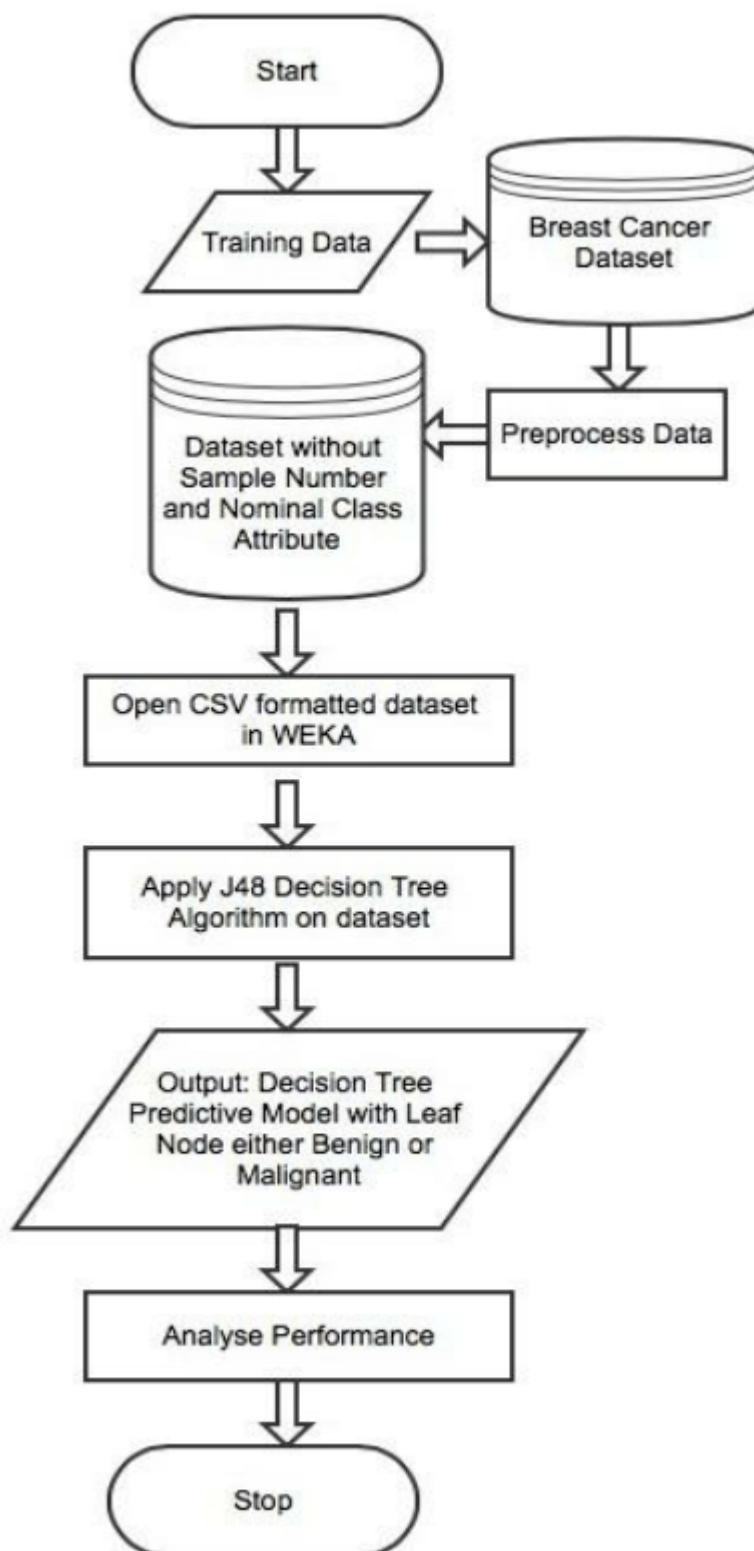 Start
Training Data
Breast Cancer
Dataset
Preprocess Data
Dataset without
Sample Number
and Nominal Class
Attribute
Open CSV formatted dataset
in WEKA
Apply J48 Decision Tree
Algorithm on dataset
Output: Decision Tree
Predictive Model with Leaf
Node either Benign or
Malignant
Analyse Performance
Stop